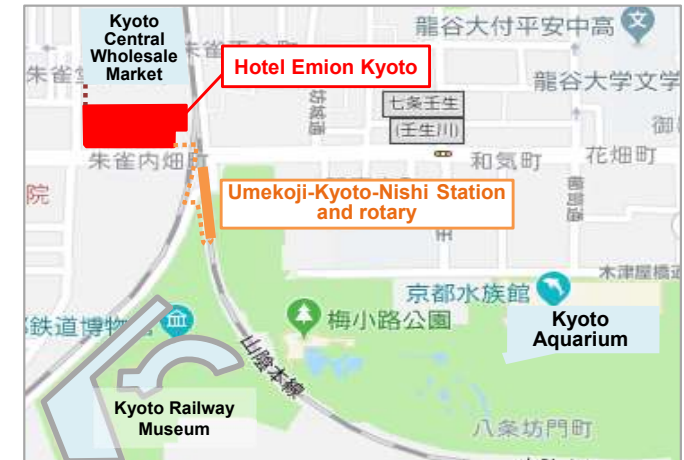 Kyoto
Central
Wholesale
Market
龍谷大付平安中高
Hotel Emion Kyoto
龍谷大学文学
七条壬生
(壬生川)
朱雀内畑町
和気町
花畑町
院
Umekoji-Kyoto-Nishi Station
and rotary
木津屋橋通
京都水族館
Kyoto
Aquarium
鉄道博物館
梅小路公園
山陰本線
Kyoto Railway
Museum
八条坊門町